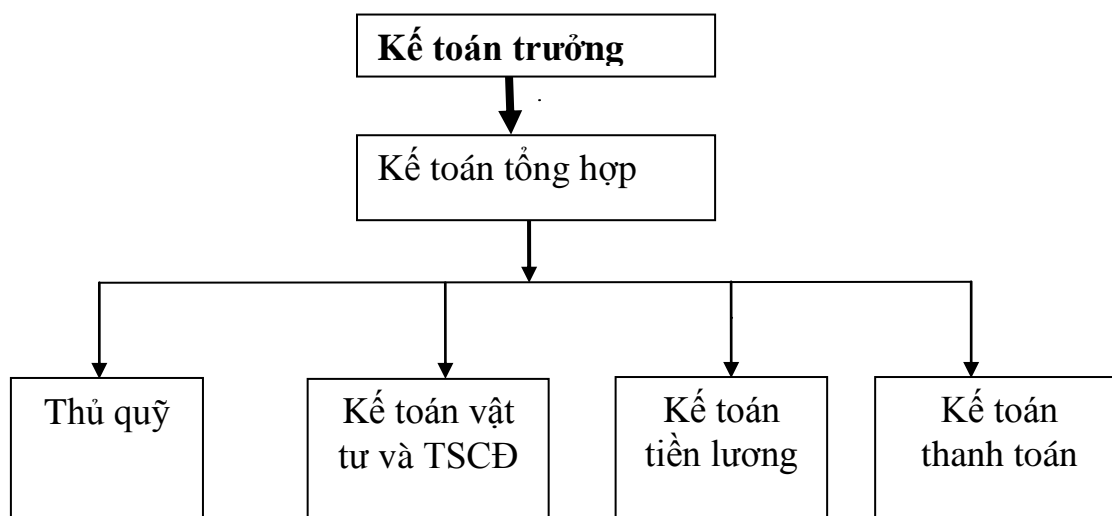 Kế toán trưởng
Kế toán tổng hợp
Thủ quỹ
Kế toán vật
tư và TSCĐ
Kế toán
tiền lương
Kế toán
thanh toán